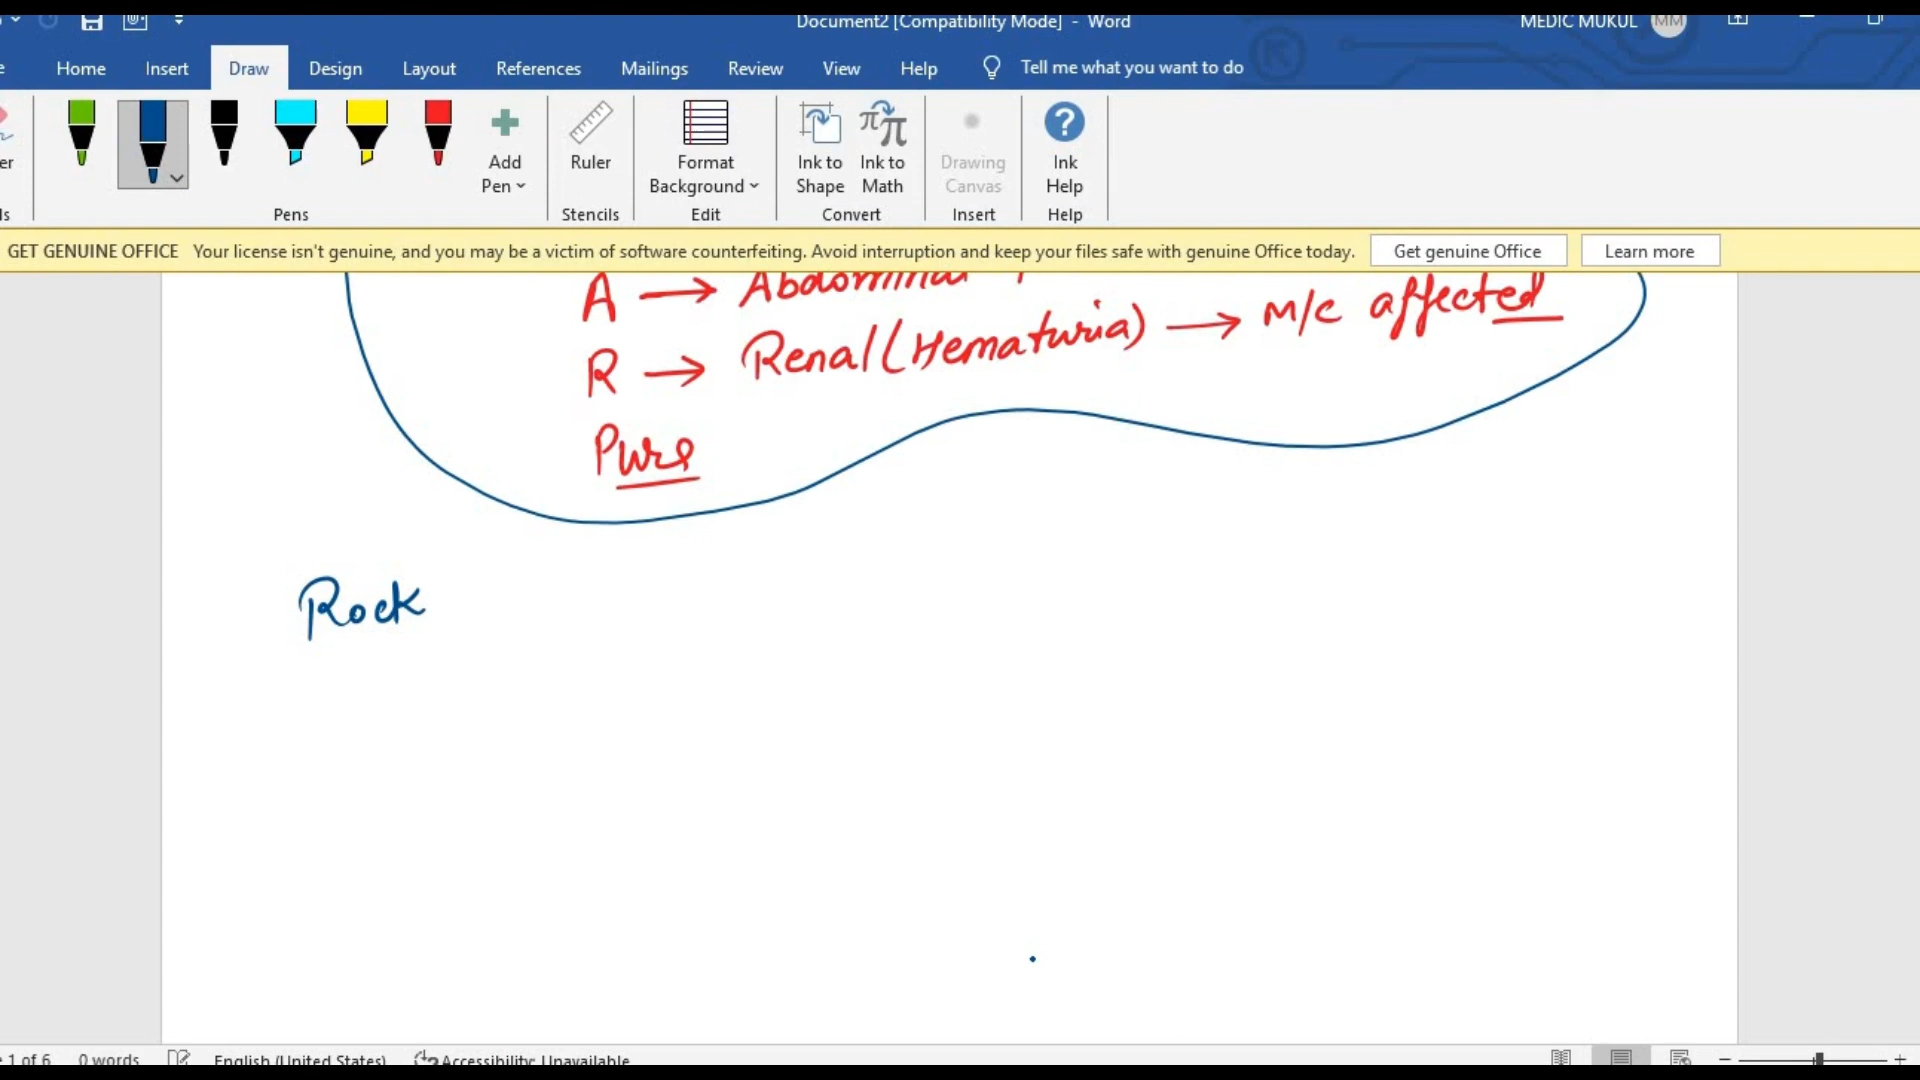 Document2 [Compatibility Mode] - Word
MEDIC MUKUL MM
Home Insert Draw Design Layout References Mailings Review View Help Tell me what you want to do
Add Pen
Ruler
Format Background
Ink to Shape
Ink to Math
Drawing Canvas
Ink Help
Pens Stencils Edit Convert Insert Help
GET GENUINE OFFICE Your license isn't genuine, and you may be a victim of software counterfeiting. Avoid interruption and keep your files safe with genuine Office today. Get genuine Office Learn more
A → Abdominal
R → Renal (Hematuria) → M/C affected
Pure
Rock
1 of 6 0 words English (United States) Accessibility: Unavailable